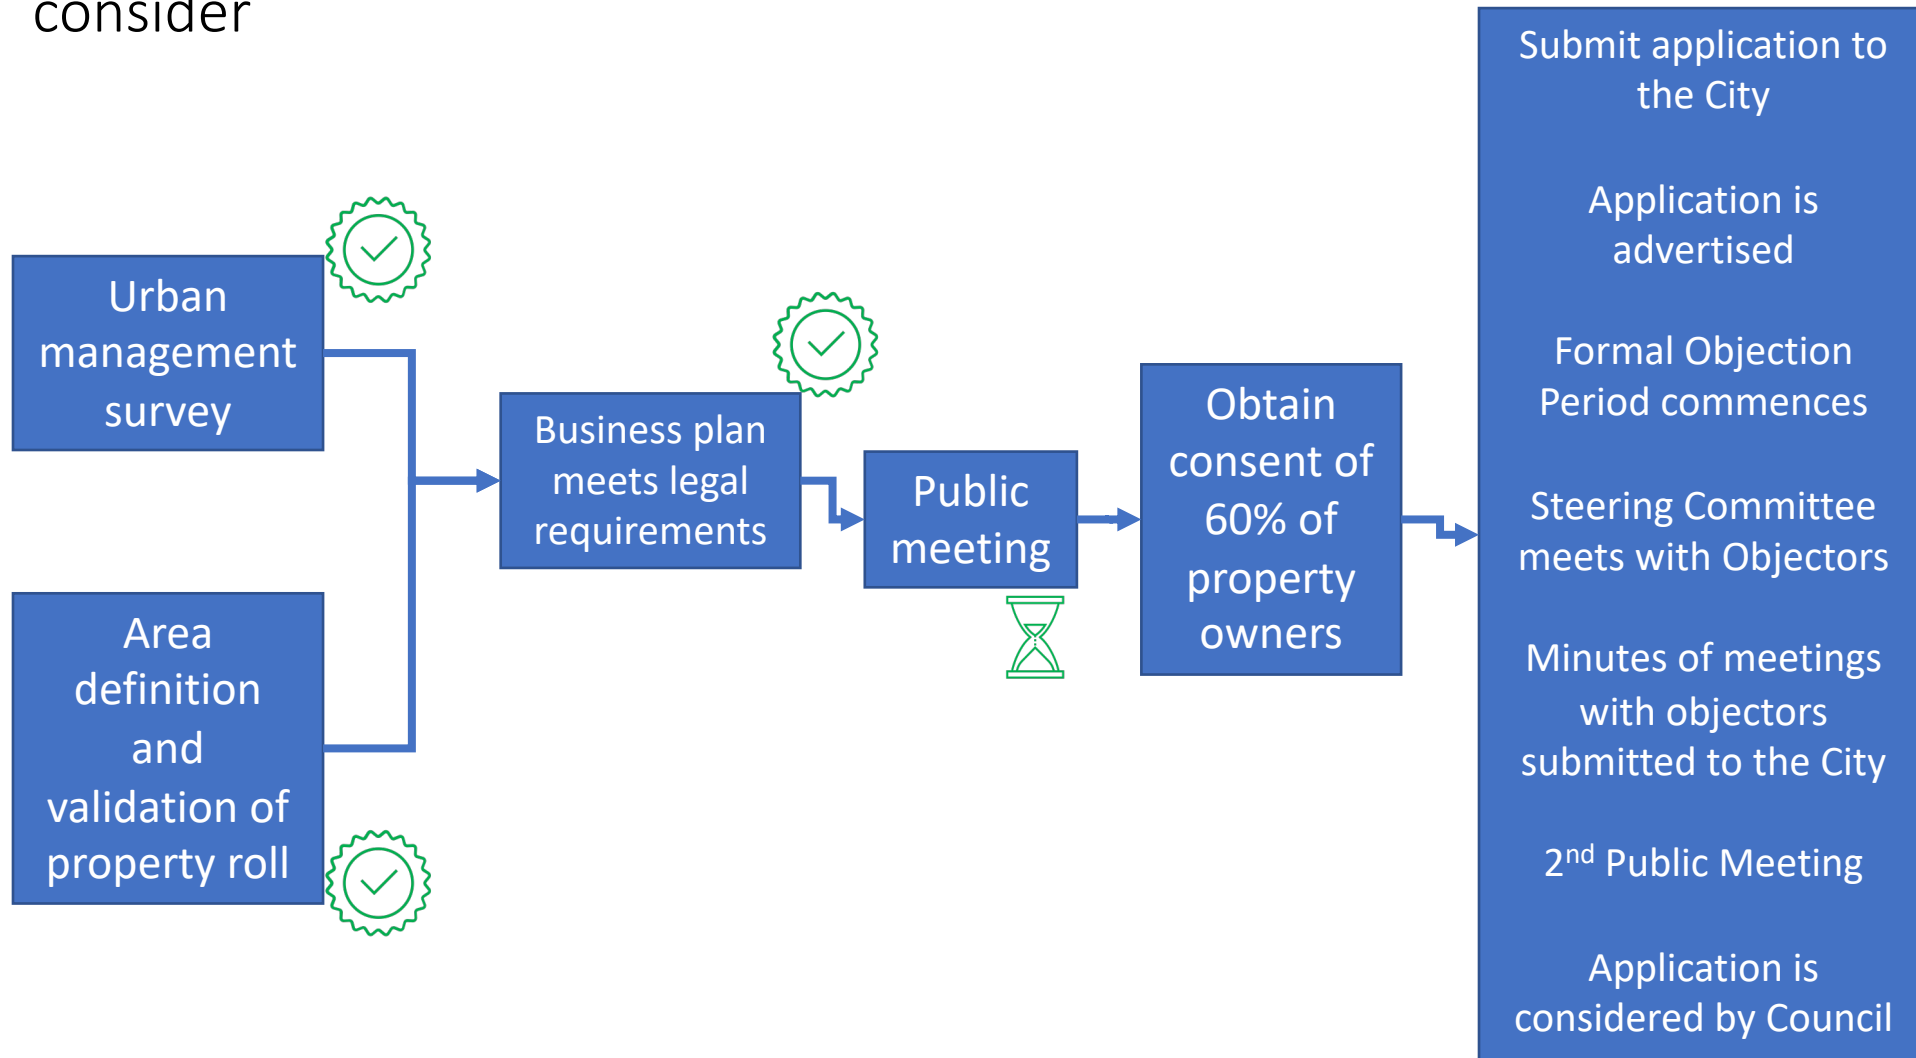 consider
Urban
management
survey
Area
definition
and
validation of
property roll
Business plan
meets legal
requirements
Public
meeting
Obtain
consent of
60% of
property
owners
Submit application to
the City
Application is
advertised
Formal Objection
Period commences
Steering Committee
meets with Objectors
Minutes of meetings
with objectors
submitted to the City
2nd Public Meeting
Application is
considered by Council